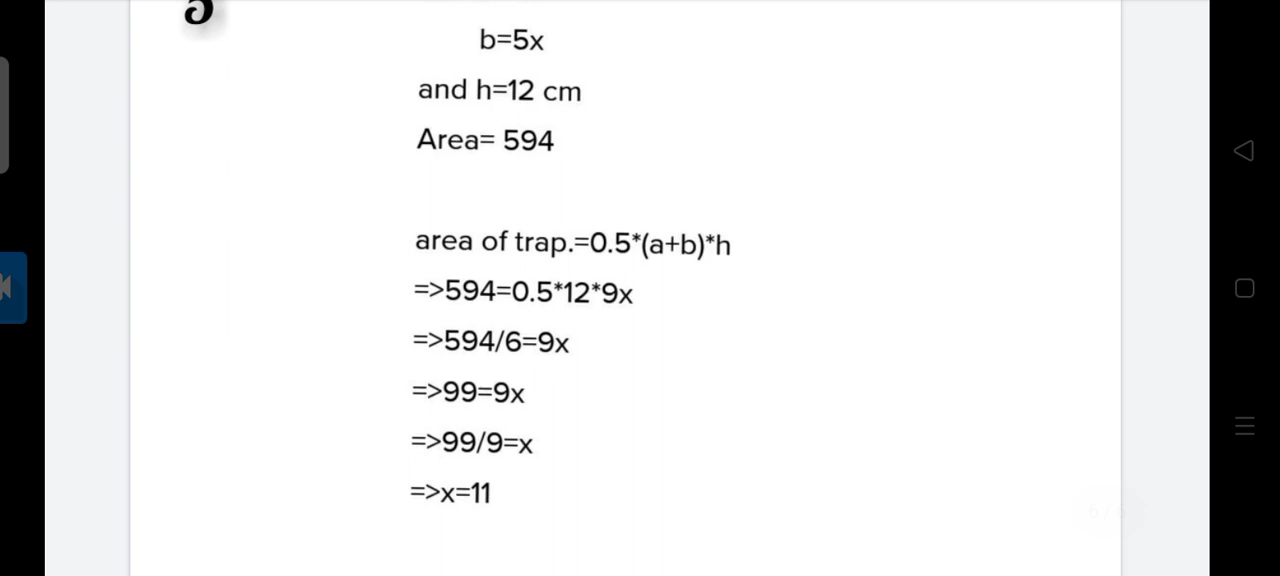 b=5x
and h=12 cm
Area= 594
area of trap.=0.5*(a+b)*h
=>594=0.5*12*9x
=>594/6=9x
=>99=9x
=>99/9=x
=>x=11